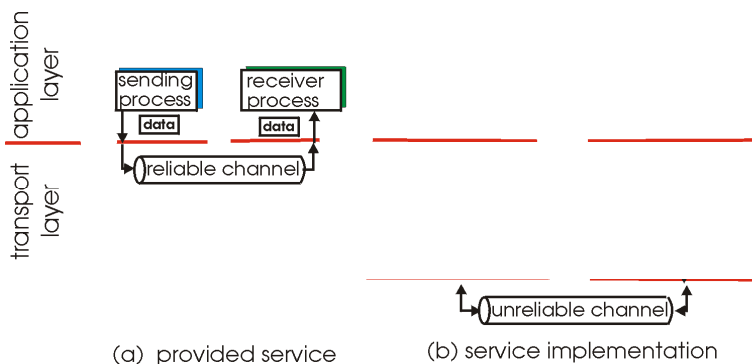 application
layer
transport
layer
sending
process
receiver
process
data
data
reliable channel
unreliable channel
(a) provided service
(b) service implementation